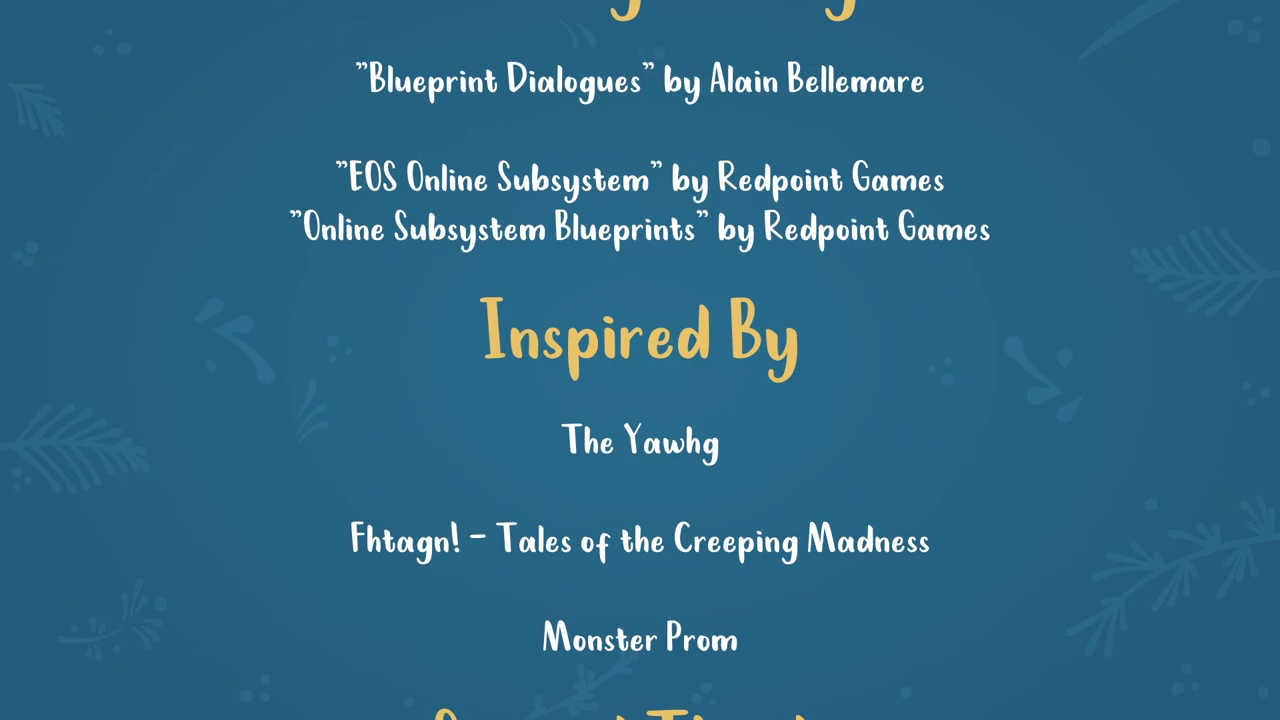 "Blueprint Dialogues" by Alain Bellemare
"EOS Online Subsystem" by Redpoint Games
"Online Subsystem Blueprints" by Redpoint Games
Inspired By
The Yawhg
Fhtagn! - Tales of the Creeping Madness
Monster Prom